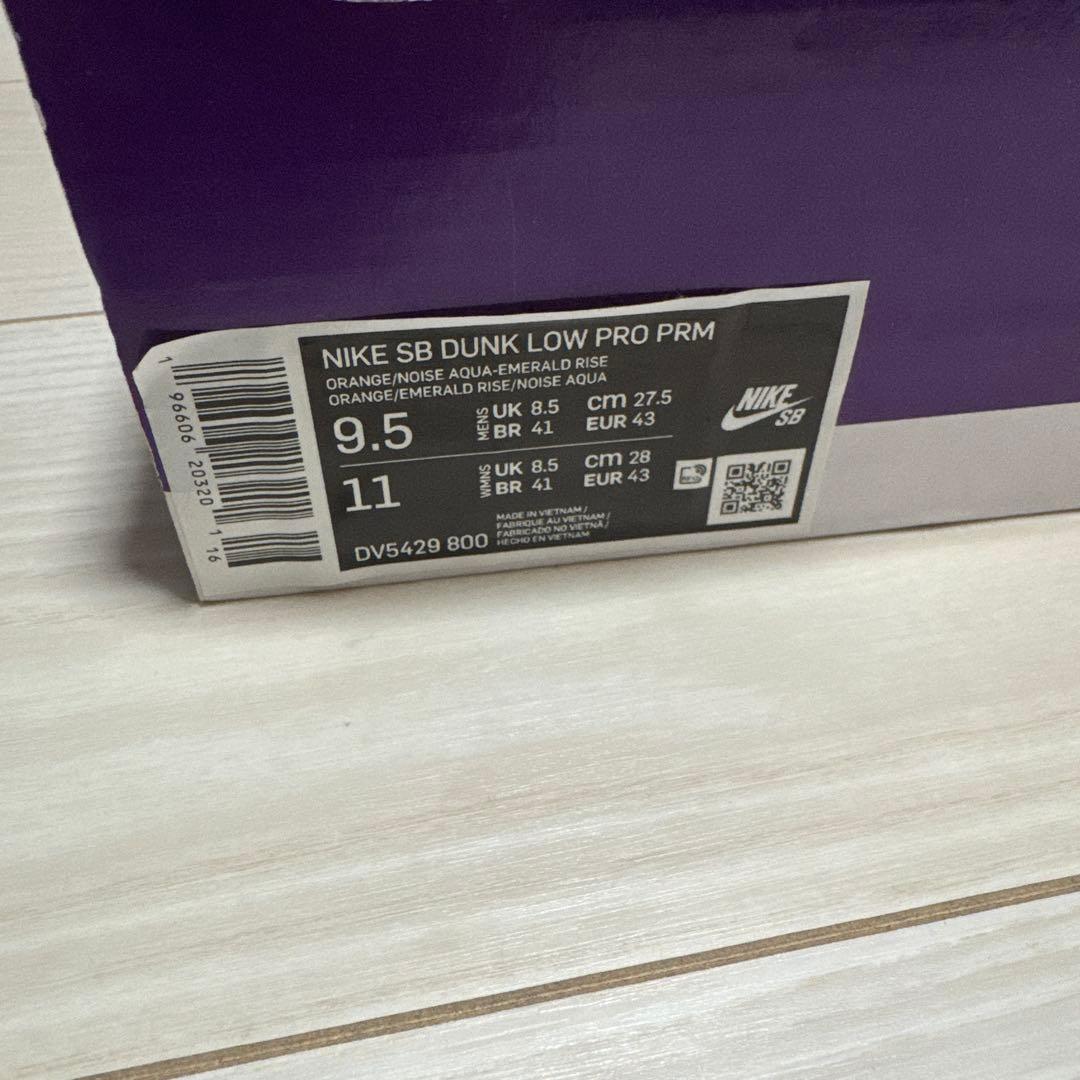 NIKE SB DUNK LOW PRO PRM
ORANGE/NOISE AQUA-EMERALD RISE
ORANGE/EMERALD RISE/NOISE AQUA
9.5 MENS UK 8.5 cm 27.5
BR 41 EUR 43
11 WMNS UK 8.5 cm 28
BR 41 EUR 43
DV5429 800
MADE IN VIETNAM /
FABRIQUE AU VIETNAM /
FABRICADO NO VIETNÃ /
HECHO EN VIETNAM
NIKE
SB
1 96606 20320 1 16